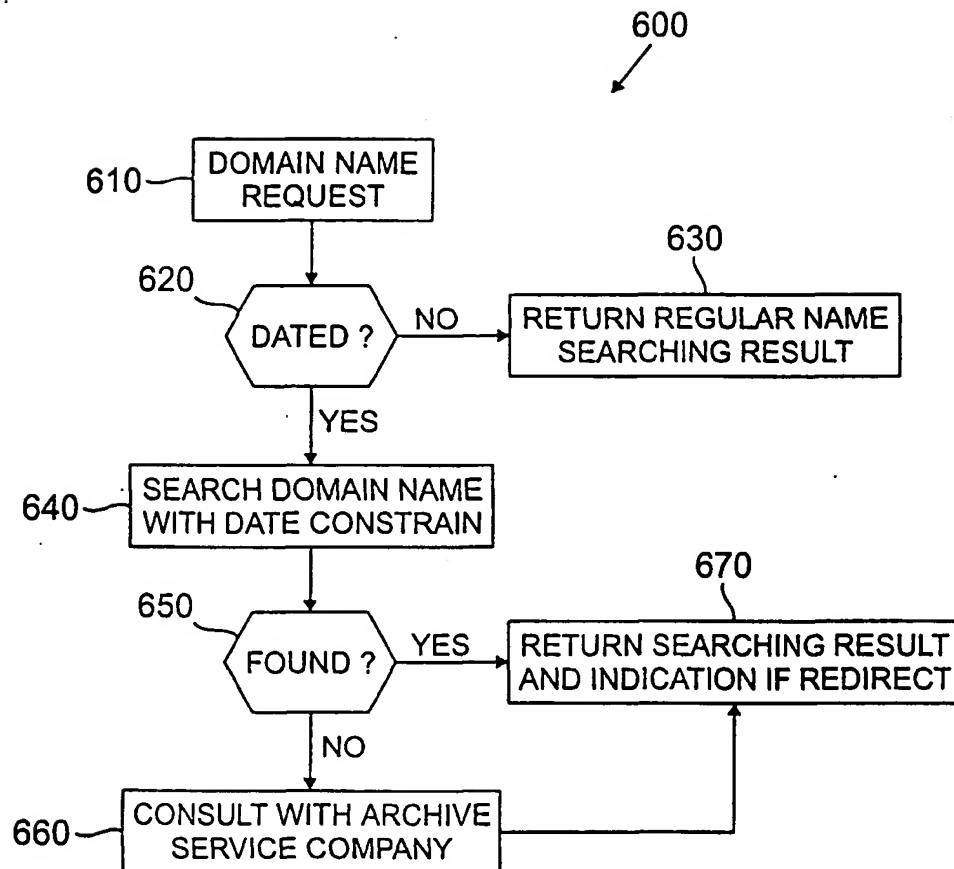 600
610
DOMAIN NAME
REQUEST
620
DATED ?
NO
630
RETURN REGULAR NAME
SEARCHING RESULT
YES
640
SEARCH DOMAIN NAME
WITH DATE CONSTRAIN
650
FOUND ?
YES
670
RETURN SEARCHING RESULT
AND INDICATION IF REDIRECT
NO
660
CONSULT WITH ARCHIVE
SERVICE COMPANY